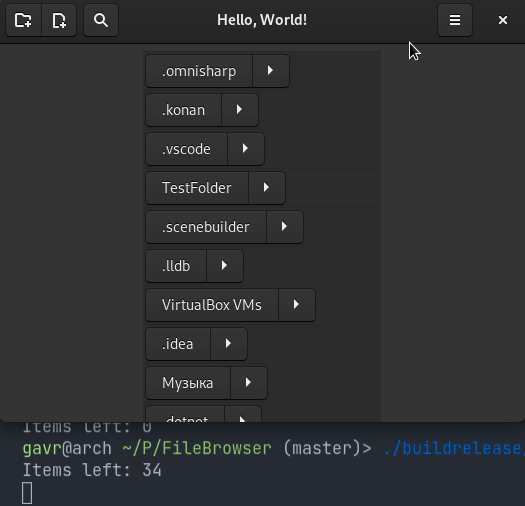 Hello, World!
.omnisharp
.konan
.vscode
TestFolder
.scenebuilder
.lldb
VirtualBox VMs
.idea
Музыка
.dotnet
Items left: 0
gavr@arch ~/P/FileBrowser (master)> ./buildrelease/
Items left: 34